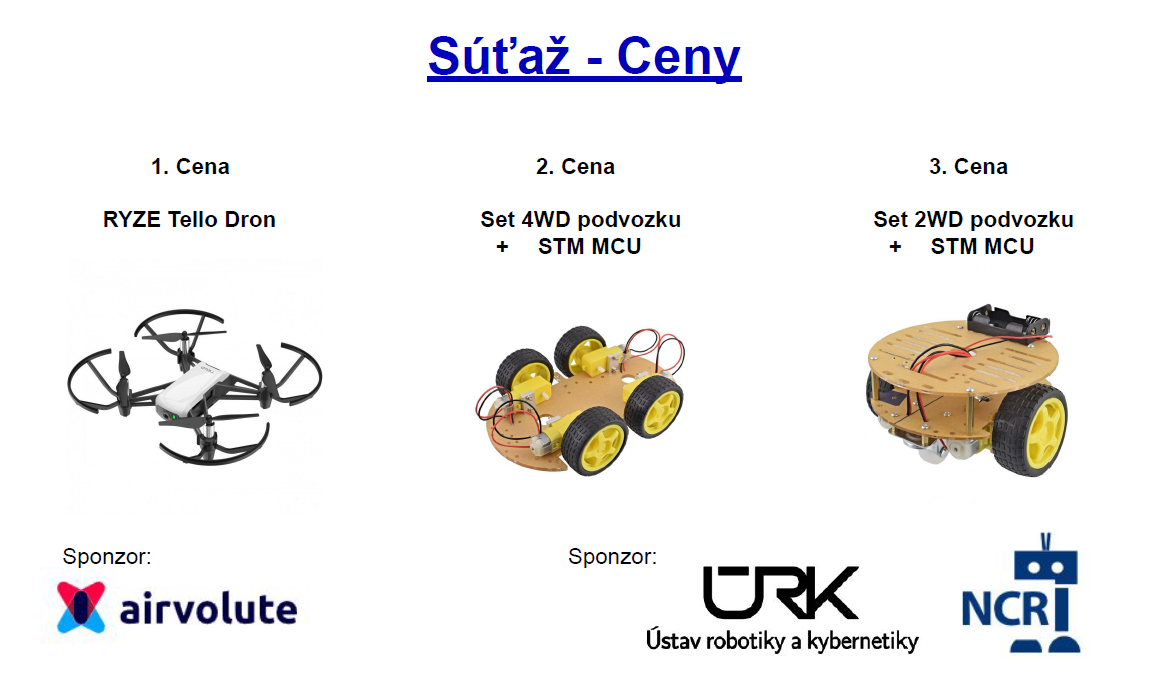 Súťaž - Ceny
1. Cena
RYZE Tello Dron
2. Cena
Set 4WD podvozku
+ STM MCU
3. Cena
Set 2WD podvozku
+ STM MCU
Sponzor:
airvolute
Sponzor:
ÚRK
Ústav robotiky a kybernetiky
NCR